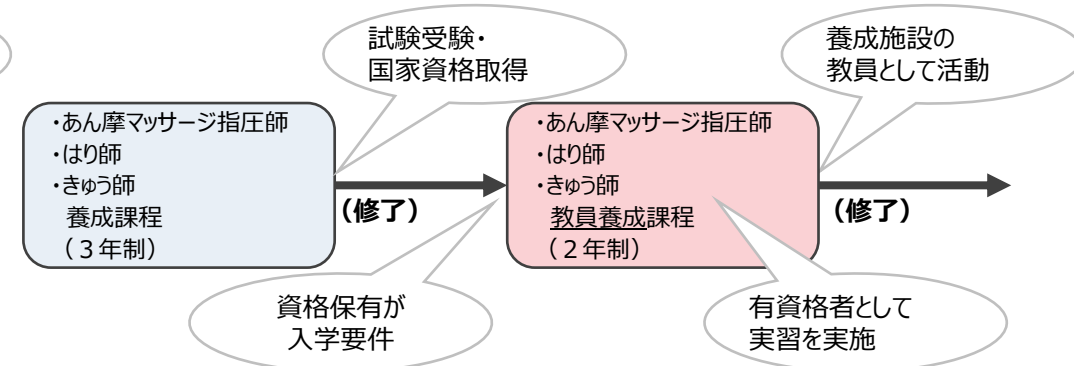 試験受験・
国家資格取得
養成施設の
教員として活動
・あん摩マッサージ指圧師
・はり師
・きゅう師
養成課程
（３年制）
（修了）
・あん摩マッサージ指圧師
・はり師
・きゅう師
教員養成課程
（２年制）
（修了）
資格保有が
入学要件
有資格者として
実習を実施